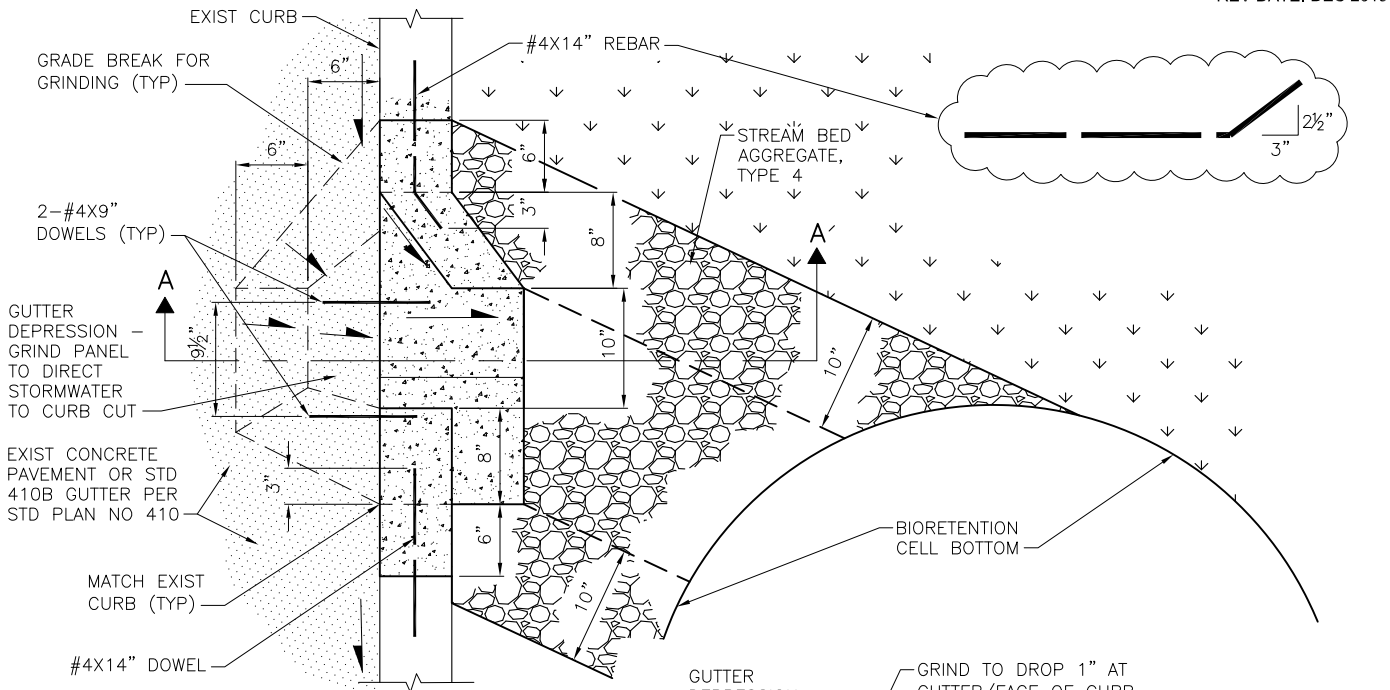 EXIST CURB
GRADE BREAK FOR
GRINDING (TYP)
6"
6"
2-#4X9"
DOWELS (TYP)
A
GUTTER
DEPRESSION -
GRIND PANEL
TO DIRECT
STORMWATER
TO CURB CUT
9½"
EXIST CONCRETE
PAVEMENT OR STD
410B GUTTER PER
STD PLAN NO 410
3"
MATCH EXIST
CURB (TYP)
#4X14" DOWEL
#4X14" REBAR
2½"
3"
STREAM BED
AGGREGATE,
TYPE 4
6"
3"
8"
A
10"
10"
8"
6"
10"
BIORETENTION
CELL BOTTOM
GUTTER
GRIND TO DROP 1" AT